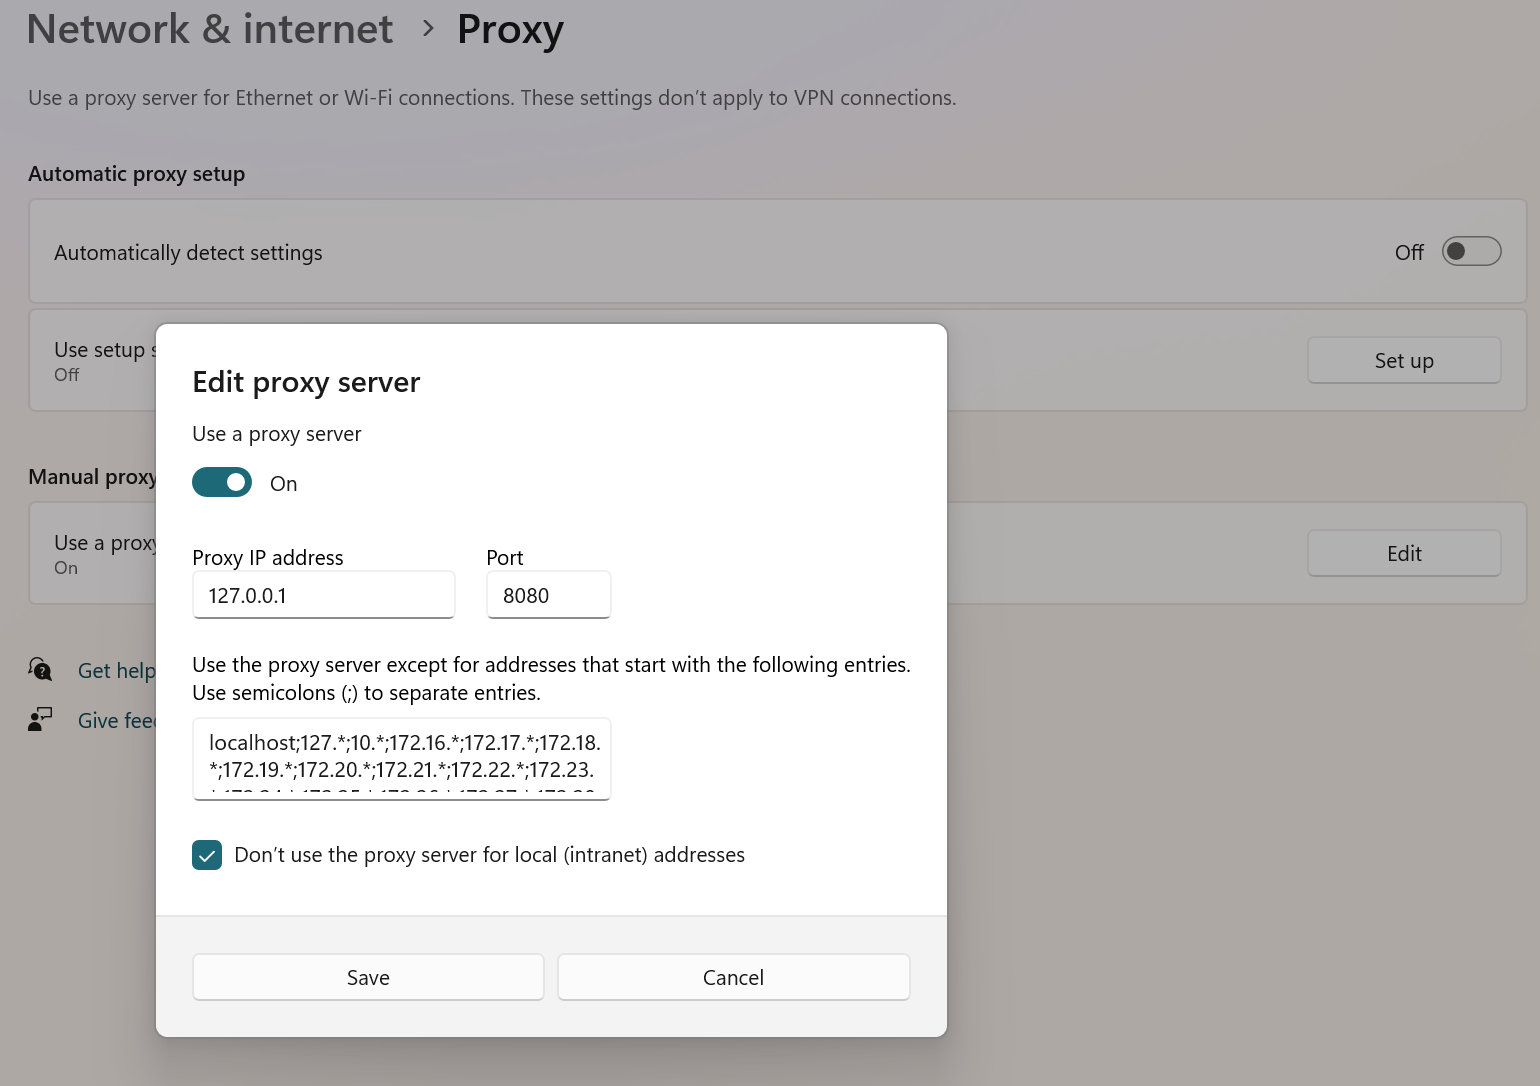 Network & internet > Proxy
Use a proxy server for Ethernet or Wi-Fi connections. These settings don’t apply to VPN connections.
Automatic proxy setup
Automatically detect settings
Off
Use setup
Off
Set up
Manual proxy
Use a proxy
On
Edit
Get help
Give
Edit proxy server
Use a proxy server
On
Proxy IP address
Port
127.0.0.1
8080
Use the proxy server except for addresses that start with the following entries.
Use semicolons (;) to separate entries.
localhost;127.*;10.*;172.16.*;172.17.*;172.18.
*;172.19.*;172.20.*;172.21.*;172.22.*;172.23.
Don’t use the proxy server for local (intranet) addresses
Save
Cancel